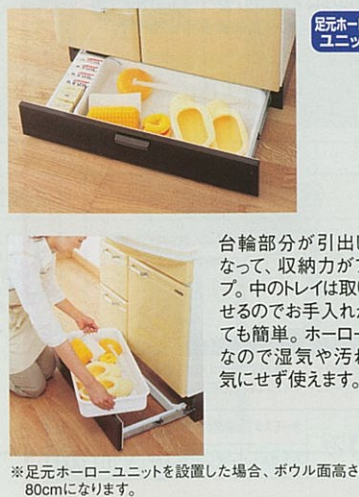 足元ホー
ユニッ
台輪部分が引出し
なって、収納力が
プ。中のトレイは取り
せるのでお手入れが
ても簡単。ホーロー
なので湿気や汚れ
気にせず使えます。
※足元ホーローユニットを設置した場合、ボウル面高さ
80cmになります。